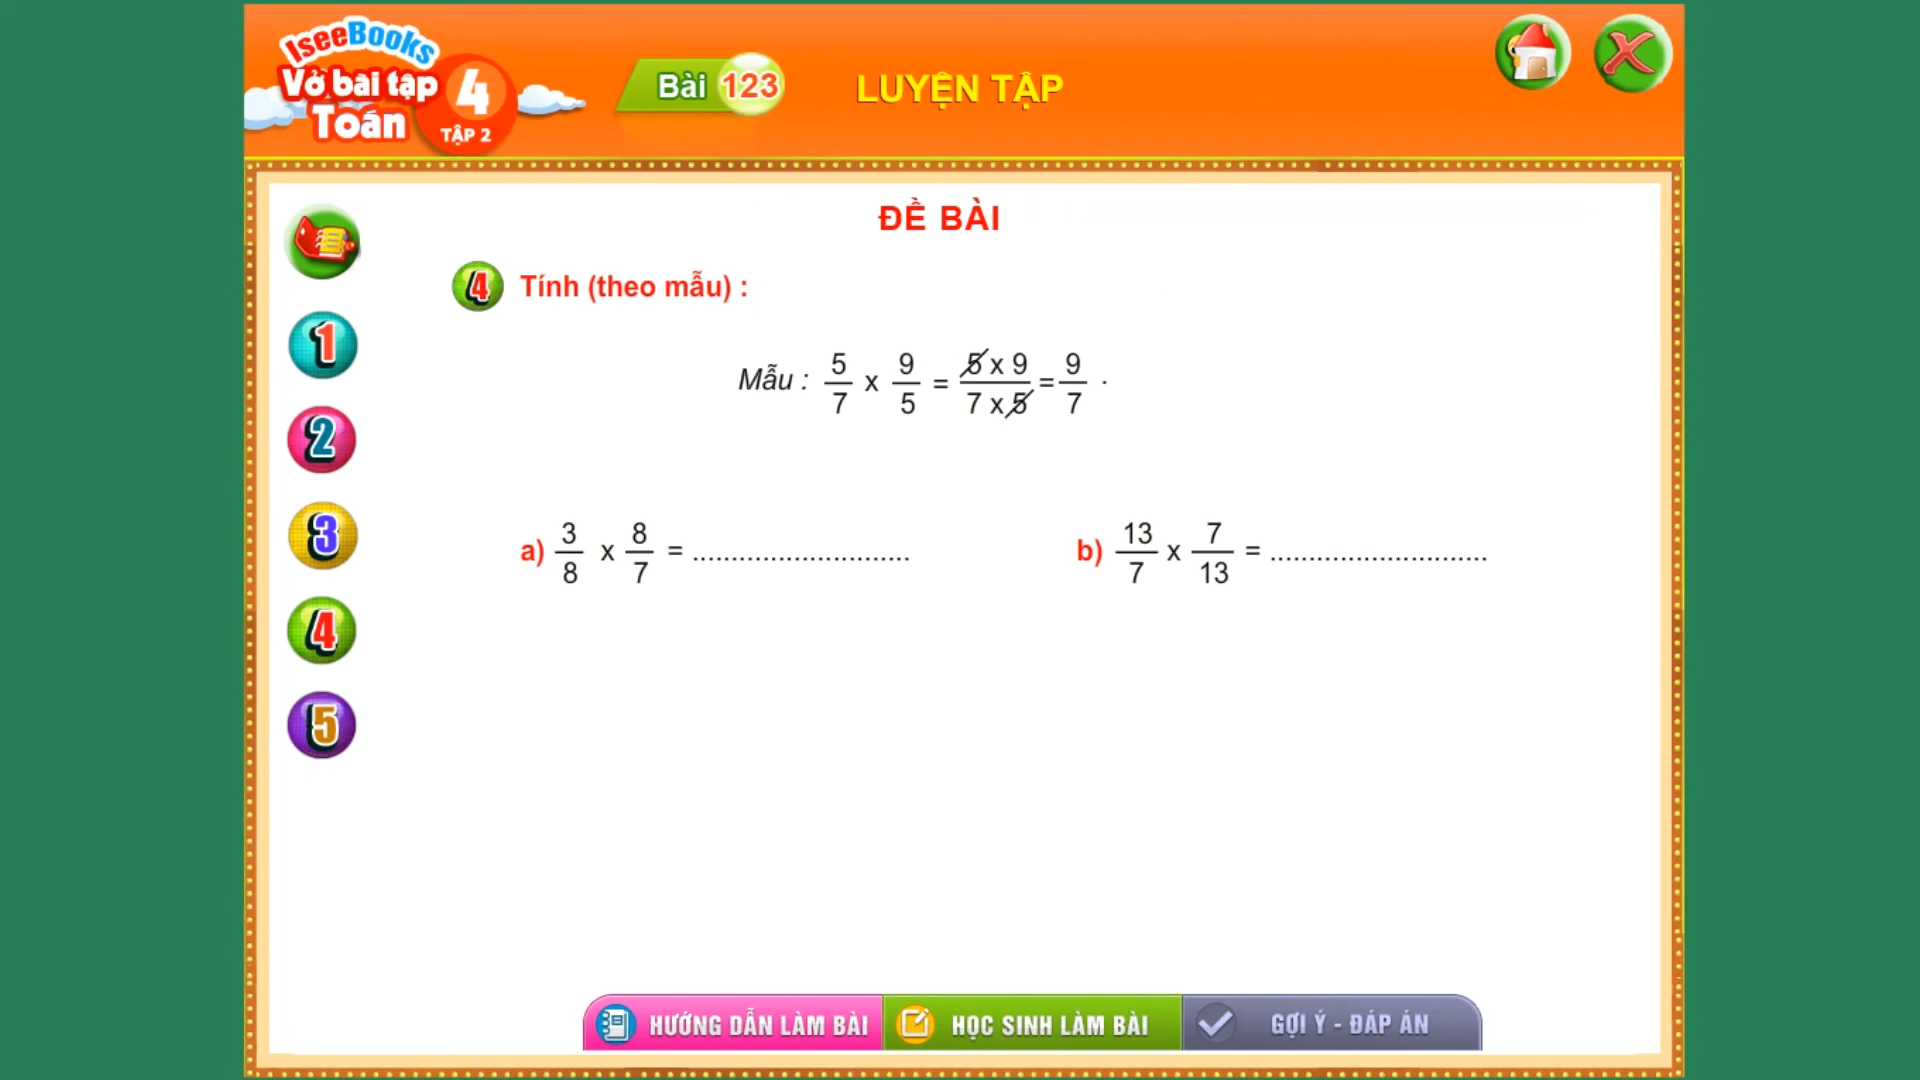 IseeBooks
Vở bài tập
Toán
4
TẬP 2
Bài 123
LUYỆN TẬP
ĐỀ BÀI
4 Tính (theo mẫu) :
Mẫu : 5/7 x 9/5 = 5 x 9 / 7 x 5 = 9/7 .
a) 3/8 x 8/7 = ............................
b) 13/7 x 7/13 = ............................
1
2
3
4
5
HƯỚNG DẪN LÀM BÀI
HỌC SINH LÀM BÀI
GỢI Ý - ĐÁP ÁN